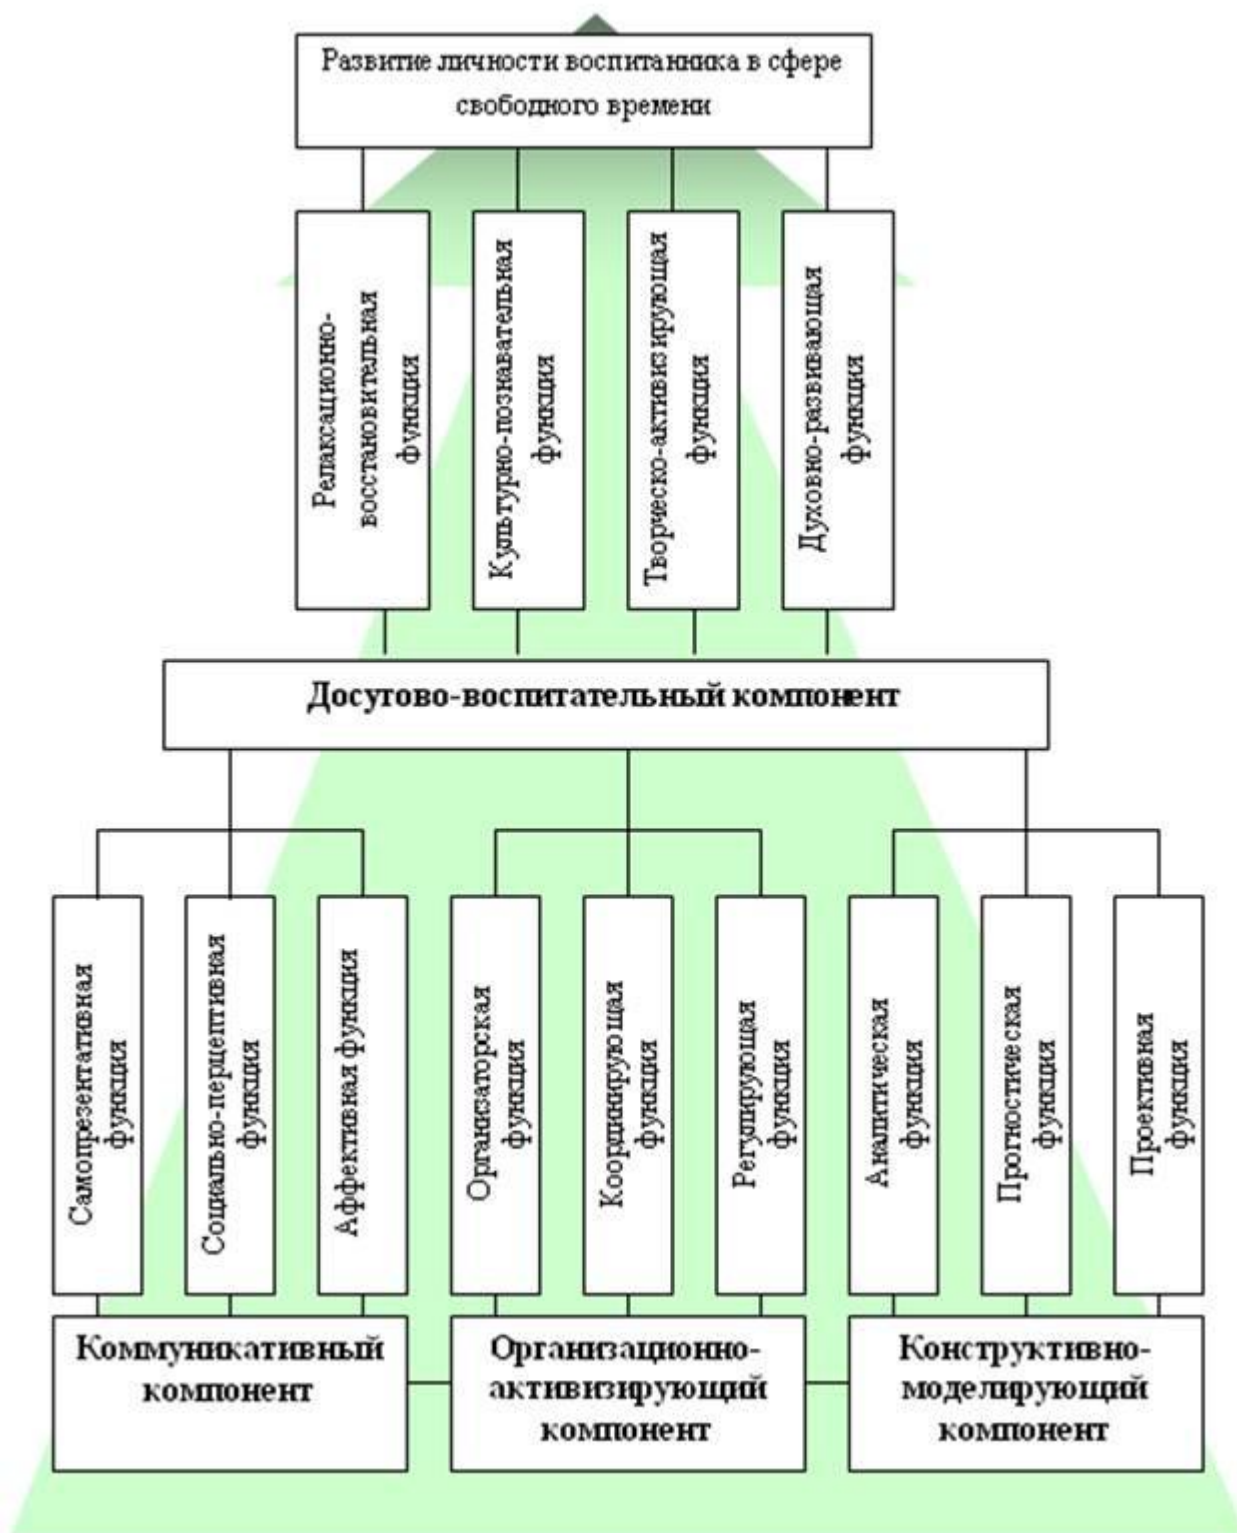 Развитие личности воспитанника в сфере
свободного времени
Релаксационно-
восстановительная
функция
Культурно-познавательная
функция
Творческо-активизирующая
функция
Духовно-развивающая
функция
Досугово-воспитательный компонент
Самопрезентативная
функция
Социально-перцептивная
функция
Аффективная функция
Организаторская
функция
Координирующая
функция
Регулирующая
функция
Аналитическая
функция
Прогностическая
функция
Проективная
функция
Коммуникативный
компонент
Организационно-
активизирующий
компонент
Конструктивно-
моделирующий
компонент